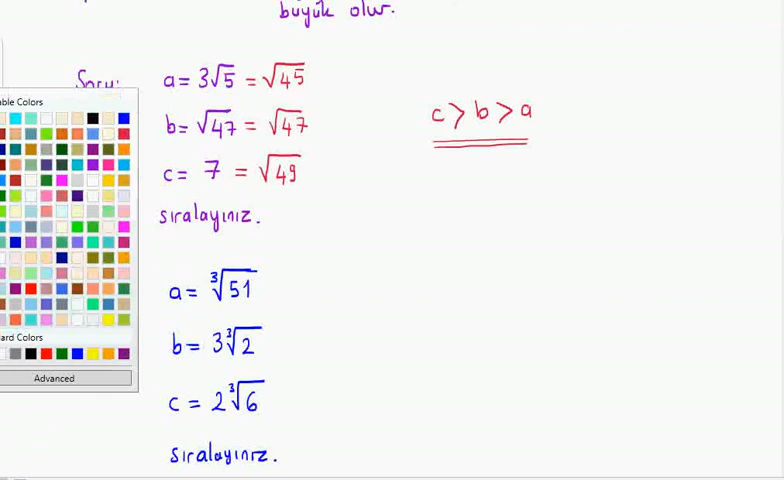 büyük olur.
Soru:
a = 3√5 = √45
b = √47 = √47
c = 7 = √49
sıralayınız.
c > b > a
able Colors
ard Colors
Advanced
a = ∛51
b = 3∛2
c = 2∛6
sıralayınız.